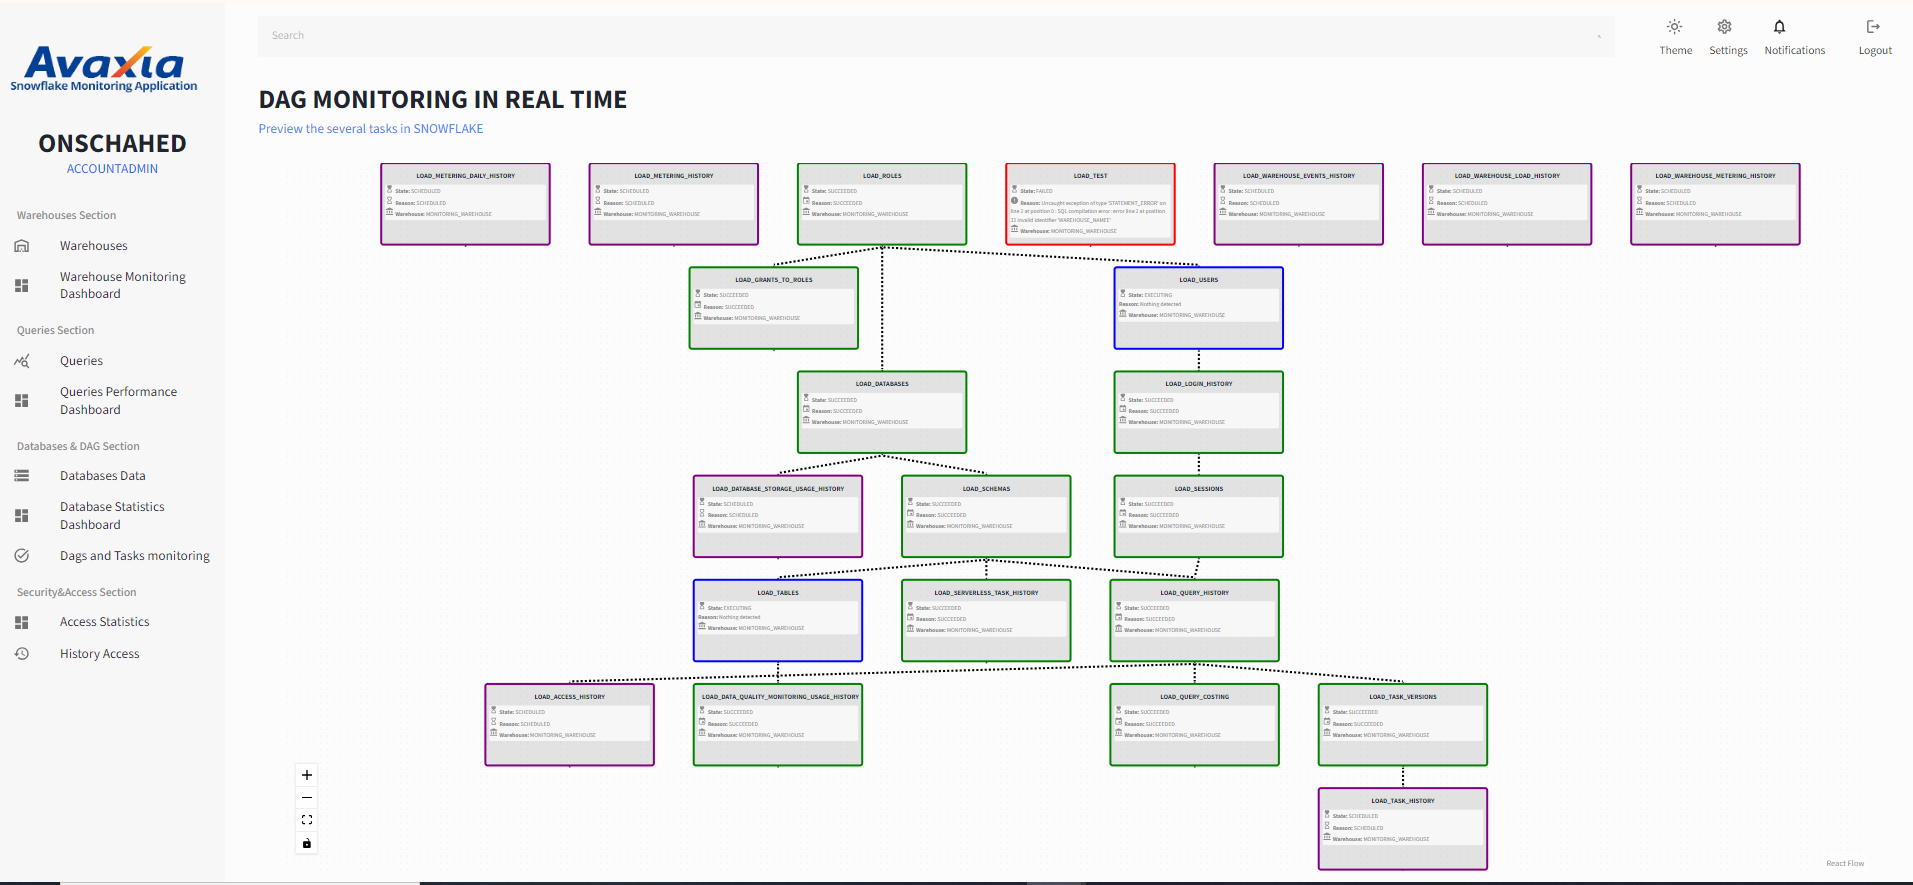 Avaxia
Snowflake Monitoring Application
ONSCHAHED
ACCOUNTADMIN
Warehouses Section
Warehouses
Warehouse Monitoring
Dashboard
Queries Section
Queries
Queries Performance
Dashboard
Databases & DAG Section
Databases Data
Database Statistics
Dashboard
Dags and Tasks monitoring
Security&Access Section
Access Statistics
History Access
Search
Theme
Settings
Notifications
Logout
DAG MONITORING IN REAL TIME
Preview the several tasks in SNOWFLAKE
LOAD_METERING_DAILY_HISTORY
State: SCHEDULED
Reason: SCHEDULED
Warehouse: MONITORING_WAREHOUSE
LOAD_METERING_HISTORY
State: SCHEDULED
Reason: SCHEDULED
Warehouse: MONITORING_WAREHOUSE
LOAD_ROLES
State: SUCCEEDED
Reason: SUCCEEDED
Warehouse: MONITORING_WAREHOUSE
LOAD_TEST
State: FAILED
Reason: Uncaught exception of type 'STATEMENT_ERROR' on
line 2 at position 0 : SQL compilation error: error line 2 at position
11 invalid identifier 'WAREHOUSE_NAMEE'
Warehouse: MONITORING_WAREHOUSE
LOAD_WAREHOUSE_EVENTS_HISTORY
State: SCHEDULED
Reason: SCHEDULED
Warehouse: MONITORING_WAREHOUSE
LOAD_WAREHOUSE_LOAD_HISTORY
State: SCHEDULED
Reason: SCHEDULED
Warehouse: MONITORING_WAREHOUSE
LOAD_WAREHOUSE_METERING_HISTORY
State: SCHEDULED
Reason: SCHEDULED
Warehouse: MONITORING_WAREHOUSE
LOAD_GRANTS_TO_ROLES
State: SUCCEEDED
Reason: SUCCEEDED
Warehouse: MONITORING_WAREHOUSE
LOAD_USERS
State: EXECUTING
Reason: Nothing detected
Warehouse: MONITORING_WAREHOUSE
LOAD_DATABASES
State: SUCCEEDED
Reason: SUCCEEDED
Warehouse: MONITORING_WAREHOUSE
LOAD_LOGIN_HISTORY
State: SUCCEEDED
Reason: SUCCEEDED
Warehouse: MONITORING_WAREHOUSE
LOAD_DATABASE_STORAGE_USAGE_HISTORY
State: SCHEDULED
Reason: SCHEDULED
Warehouse: MONITORING_WAREHOUSE
LOAD_SCHEMAS
State: SUCCEEDED
Reason: SUCCEEDED
Warehouse: MONITORING_WAREHOUSE
LOAD_SESSIONS
State: SUCCEEDED
Reason: SUCCEEDED
Warehouse: MONITORING_WAREHOUSE
LOAD_TABLES
State: EXECUTING
Reason: Nothing detected
Warehouse: MONITORING_WAREHOUSE
LOAD_SERVERLESS_TASK_HISTORY
State: SUCCEEDED
Reason: SUCCEEDED
Warehouse: MONITORING_WAREHOUSE
LOAD_QUERY_HISTORY
State: SUCCEEDED
Reason: SUCCEEDED
Warehouse: MONITORING_WAREHOUSE
LOAD_ACCESS_HISTORY
State: SCHEDULED
Reason: SCHEDULED
Warehouse: MONITORING_WAREHOUSE
LOAD_DATA_QUALITY_MONITORING_USAGE_HISTORY
State: SUCCEEDED
Reason: SUCCEEDED
Warehouse: MONITORING_WAREHOUSE
LOAD_QUERY_COSTING
State: SUCCEEDED
Reason: SUCCEEDED
Warehouse: MONITORING_WAREHOUSE
LOAD_TASK_VERSIONS
State: SUCCEEDED
Reason: SUCCEEDED
Warehouse: MONITORING_WAREHOUSE
LOAD_TASK_HISTORY
State: SCHEDULED
Reason: SCHEDULED
Warehouse: MONITORING_WAREHOUSE
React Flow